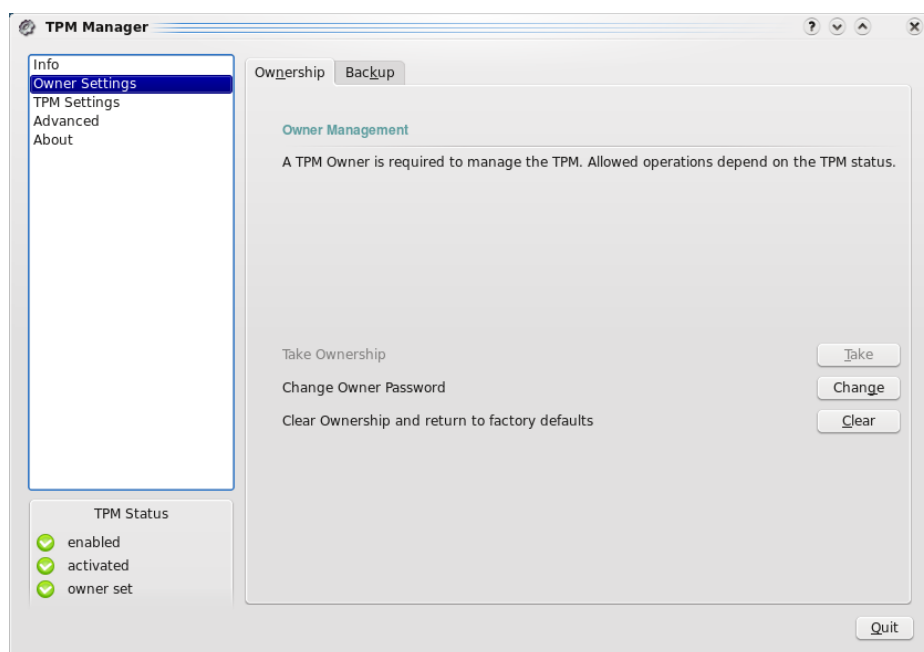 TPM Manager
Info
Owner Settings
TPM Settings
Advanced
About
Ownership Backup
Owner Management
A TPM Owner is required to manage the TPM. Allowed operations depend on the TPM status.
Take Ownership Take
Change Owner Password Change
Clear Ownership and return to factory defaults Clear
TPM Status
enabled
activated
owner set
Quit